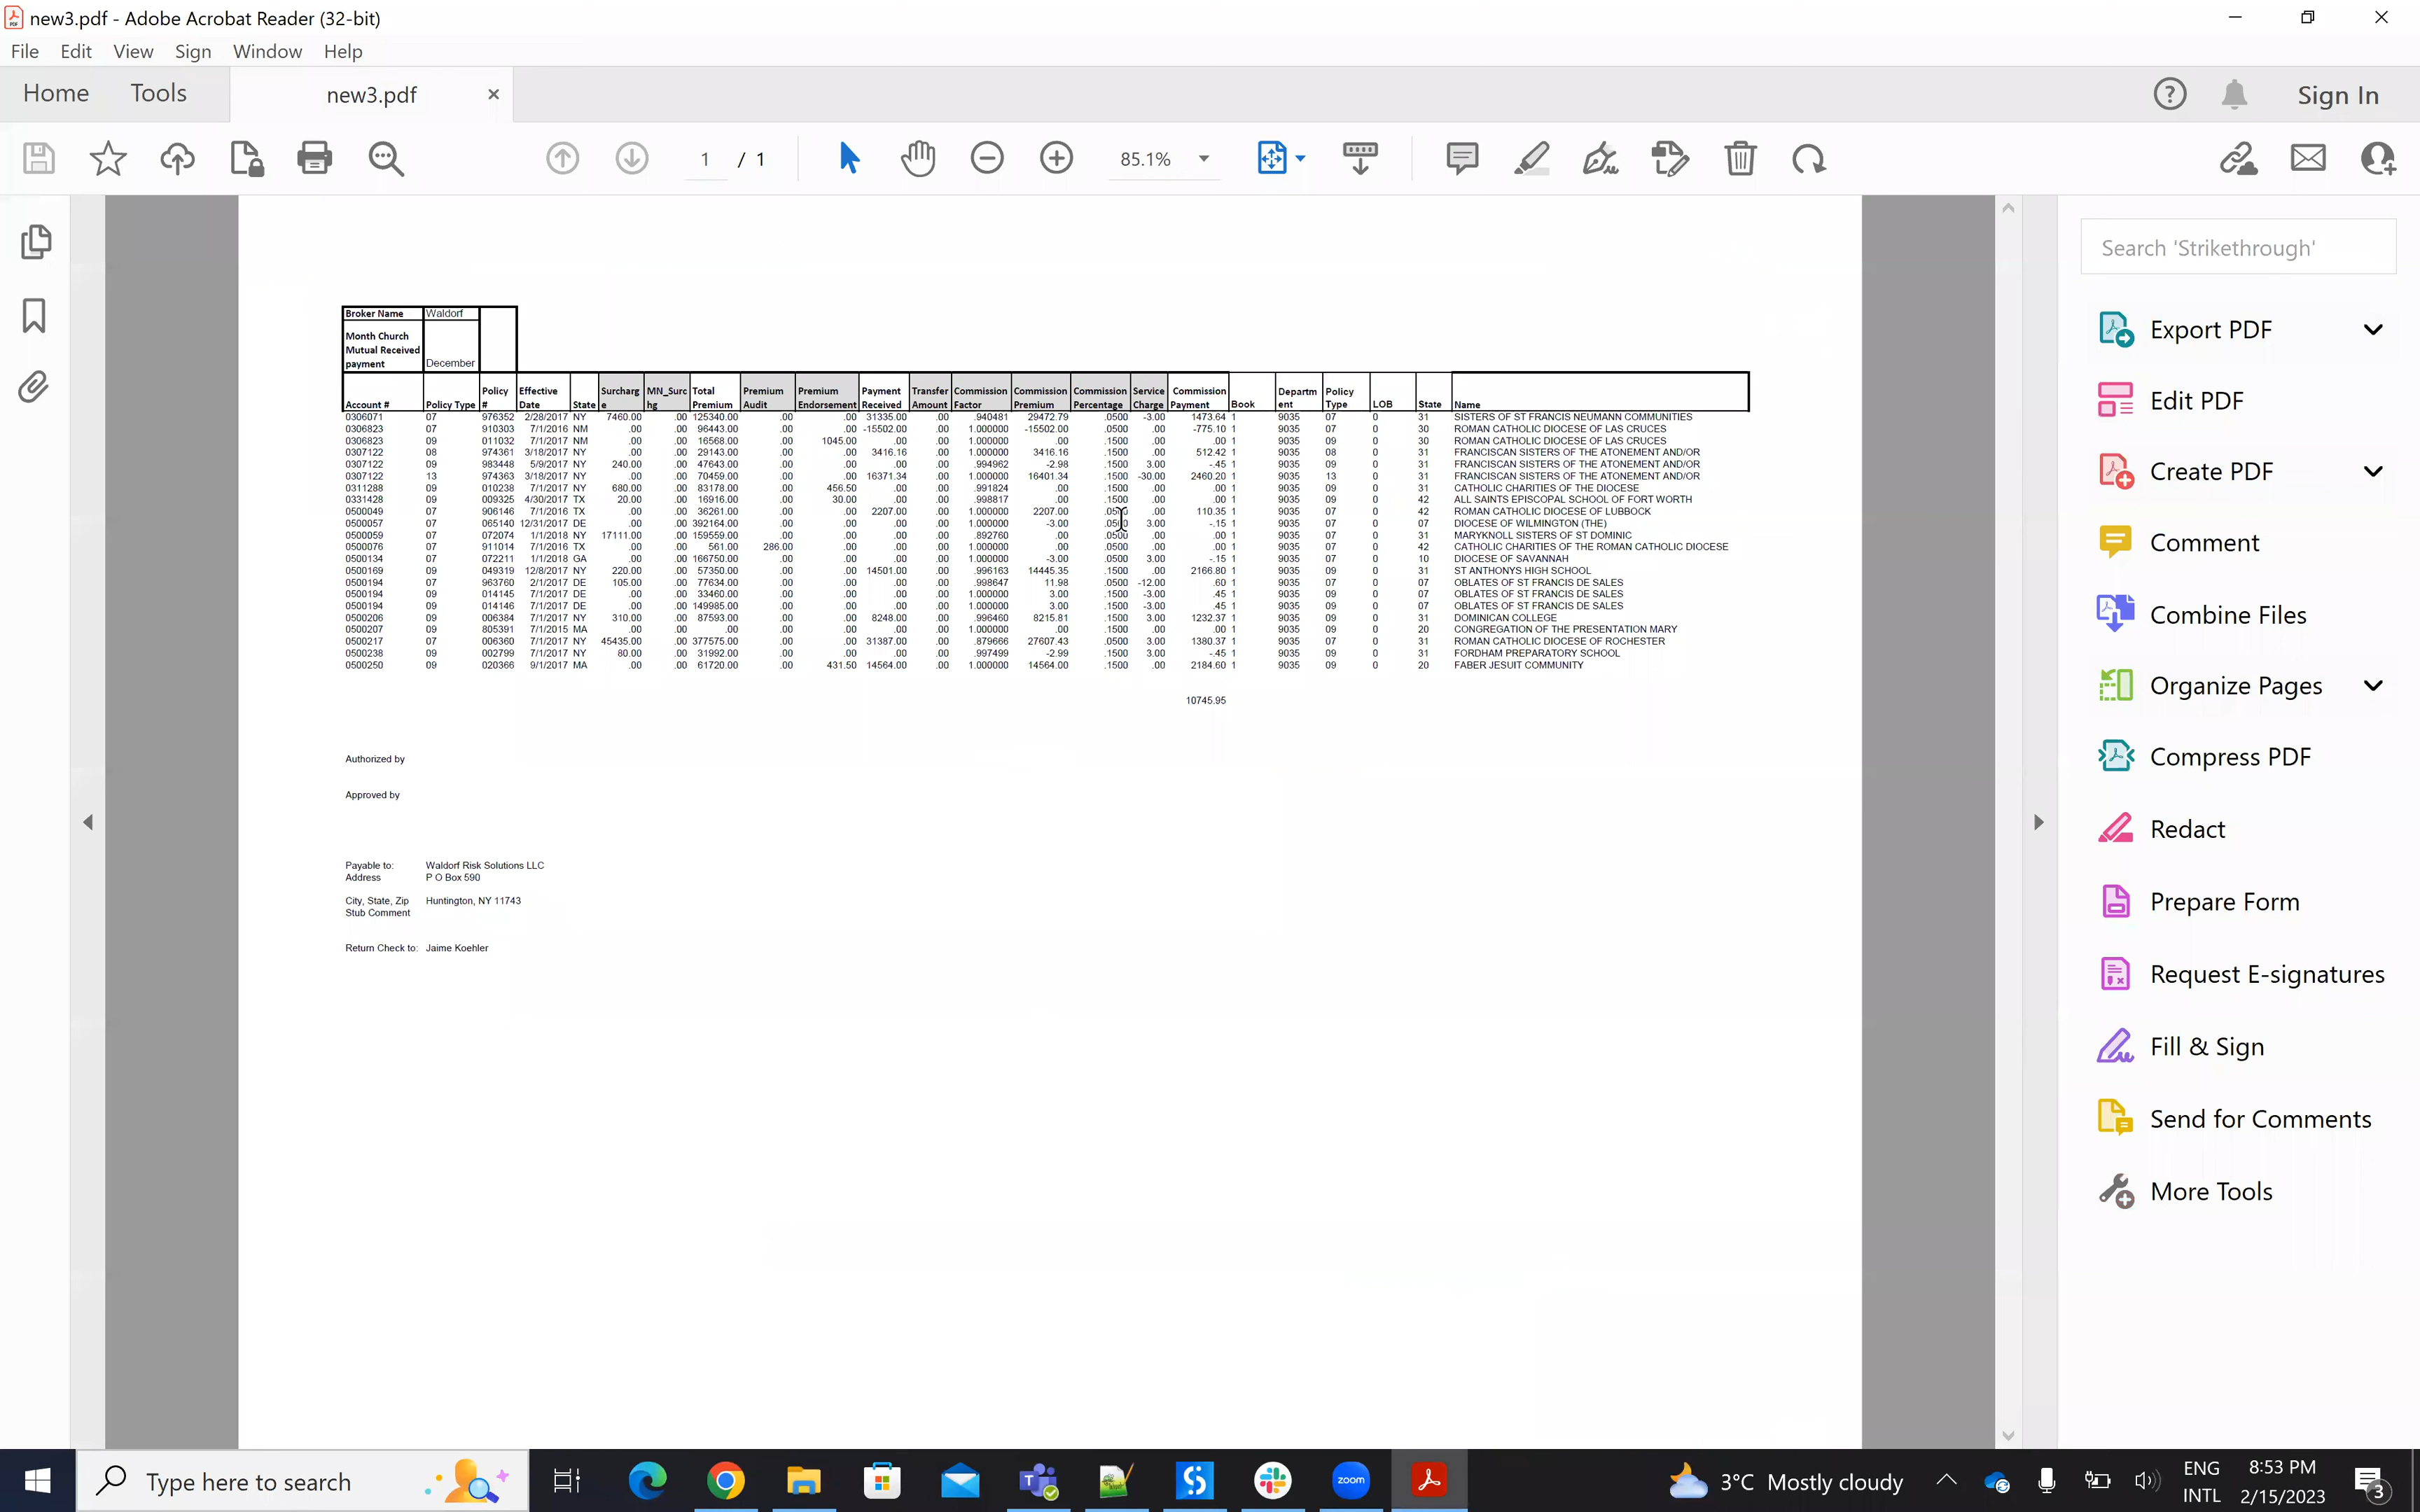 new3.pdf - Adobe Acrobat Reader (32-bit)
File Edit View Sign Window Help
Home Tools new3.pdf Sign In
1 / 1 85.1%
Search 'Strikethrough'
Export PDF
Edit PDF
Create PDF
Comment
Combine Files
Organize Pages
Compress PDF
Redact
Prepare Form
Request E-signatures
Fill & Sign
Send for Comments
More Tools
Broker Name Waldorf
Month Church
Mutual Received
payment December
Policy Effective Surcharg MN_Surc Total Premium Premium Payment Transfer Commission Commission Commission Service Commission Departm Policy
Account # Policy Type # Date State e hg Premium Audit Endorsement Received Amount Factor Premium Percentage Charge Payment Book ent Type LOB State Name
0306071 07 976352 2/28/2017 NY 7460.00 .00 125340.00 .00 .00 31335.00 .00 .940481 29472.79 .0500 -3.00 1473.64 1 9035 07 0 31 SISTERS OF ST FRANCIS NEUMANN COMMUNITIES
0306823 07 910303 7/1/2016 NM .00 .00 96443.00 .00 .00 -15502.00 .00 1.000000 -15502.00 .0500 .00 -775.10 1 9035 07 0 30 ROMAN CATHOLIC DIOCESE OF LAS CRUCES
0306823 09 011032 7/1/2017 NM .00 .00 16568.00 .00 1045.00 .00 .00 1.000000 .00 .1500 .00 .00 1 9035 09 0 30 ROMAN CATHOLIC DIOCESE OF LAS CRUCES
0307122 08 974361 3/18/2017 NY .00 .00 29143.00 .00 .00 3416.16 .00 1.000000 3416.16 .1500 .00 512.42 1 9035 08 0 31 FRANCISCAN SISTERS OF THE ATONEMENT AND/OR
0307122 09 983448 5/9/2017 NY 240.00 .00 47643.00 .00 .00 .00 .00 .994962 -2.98 .1500 3.00 -.45 1 9035 09 0 31 FRANCISCAN SISTERS OF THE ATONEMENT AND/OR
0307122 13 974363 3/18/2017 NY .00 .00 70459.00 .00 .00 16371.34 .00 1.000000 16401.34 .1500 -30.00 2460.20 1 9035 13 0 31 FRANCISCAN SISTERS OF THE ATONEMENT AND/OR
0311288 09 010238 7/1/2017 NY 680.00 .00 83178.00 .00 456.50 .00 .00 .991824 .00 .1500 .00 .00 1 9035 09 0 31 CATHOLIC CHARITIES OF THE DIOCESE
0331428 09 009325 4/30/2017 TX 20.00 .00 16916.00 .00 30.00 .00 .00 .998817 .00 .1500 .00 .00 1 9035 09 0 42 ALL SAINTS EPISCOPAL SCHOOL OF FORT WORTH
0500049 07 906146 7/1/2016 TX .00 .00 36261.00 .00 .00 2207.00 .00 1.000000 2207.00 .0500 .00 110.35 1 9035 07 0 42 ROMAN CATHOLIC DIOCESE OF LUBBOCK
0500057 07 065140 12/31/2017 DE .00 .00 392164.00 .00 .00 .00 .00 1.000000 -3.00 .0500 3.00 -.15 1 9035 07 0 07 DIOCESE OF WILMINGTON (THE)
0500059 07 072074 1/1/2018 NY 17111.00 .00 159559.00 .00 .00 .00 .00 .892760 .00 .0500 .00 .00 1 9035 07 0 31 MARYKNOLL SISTERS OF ST DOMINIC
0500076 07 911014 7/1/2016 TX .00 .00 561.00 286.00 .00 .00 .00 1.000000 .00 .0500 .00 .00 1 9035 07 0 42 CATHOLIC CHARITIES OF THE ROMAN CATHOLIC DIOCESE
0500134 07 072211 1/1/2018 GA .00 .00 166750.00 .00 .00 .00 .00 1.000000 -3.00 .0500 3.00 -.15 1 9035 07 0 10 DIOCESE OF SAVANNAH
0500169 09 049319 12/8/2017 NY 220.00 .00 57350.00 .00 .00 14501.00 .00 .996163 14445.35 .1500 .00 2166.80 1 9035 09 0 31 ST ANTHONYS HIGH SCHOOL
0500194 07 963760 2/1/2017 DE 105.00 .00 77634.00 .00 .00 .00 .00 .998647 11.98 .0500 -12.00 .60 1 9035 07 0 07 OBLATES OF ST FRANCIS DE SALES
0500194 09 014145 7/1/2017 DE .00 .00 33460.00 .00 .00 .00 .00 1.000000 3.00 .1500 -3.00 .45 1 9035 09 0 07 OBLATES OF ST FRANCIS DE SALES
0500194 09 014146 7/1/2017 DE .00 .00 149985.00 .00 .00 .00 .00 1.000000 3.00 .1500 -3.00 .45 1 9035 09 0 07 OBLATES OF ST FRANCIS DE SALES
0500206 09 006384 7/1/2017 NY 310.00 .00 87593.00 .00 .00 8248.00 .00 .996460 8215.81 .1500 3.00 1232.37 1 9035 09 0 31 DOMINICAN COLLEGE
0500207 09 805391 7/1/2015 MA .00 .00 .00 .00 .00 .00 .00 1.000000 .00 .1500 .00 .00 1 9035 09 0 20 CONGREGATION OF THE PRESENTATION MARY
0500217 07 006360 7/1/2017 NY 45435.00 .00 377575.00 .00 .00 31387.00 .00 .879666 27607.43 .0500 3.00 1380.37 1 9035 07 0 31 ROMAN CATHOLIC DIOCESE OF ROCHESTER
0500238 09 002799 7/1/2017 NY 80.00 .00 31992.00 .00 .00 .00 .00 .997499 -2.99 .1500 3.00 -.45 1 9035 09 0 31 FORDHAM PREPARATORY SCHOOL
0500250 09 020366 9/1/2017 MA .00 .00 61720.00 .00 431.50 14564.00 .00 1.000000 14564.00 .1500 .00 2184.60 1 9035 09 0 20 FABER JESUIT COMMUNITY
10745.95
Authorized by
Approved by
Payable to: Waldorf Risk Solutions LLC
Address P O Box 590
City, State, Zip Huntington, NY 11743
Stub Comment
Return Check to: Jaime Koehler
Type here to search
zoom
3°C Mostly cloudy
ENG
INTL
8:53 PM
2/15/2023
3